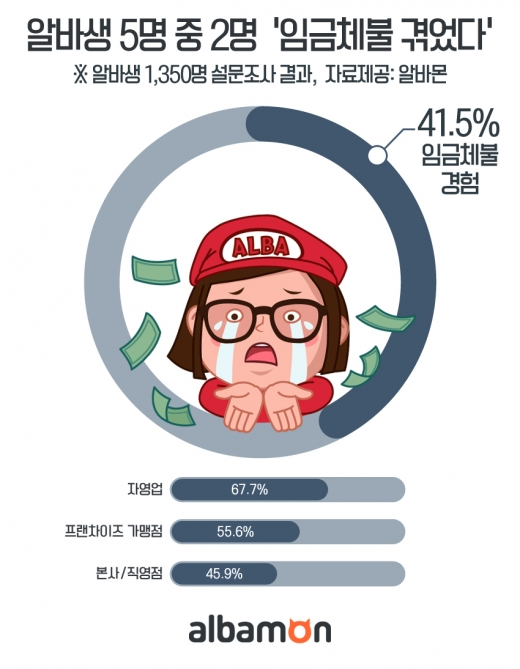 알바생 5명 중 2명 '임금체불 겪었다'
※ 알바생 1,350명 설문조사 결과, 자료제공: 알바몬
41.5%
임금체불
경험
ALBA
자영업 67.7%
프랜차이즈 가맹점 55.6%
본사/직영점 45.9%
albamon